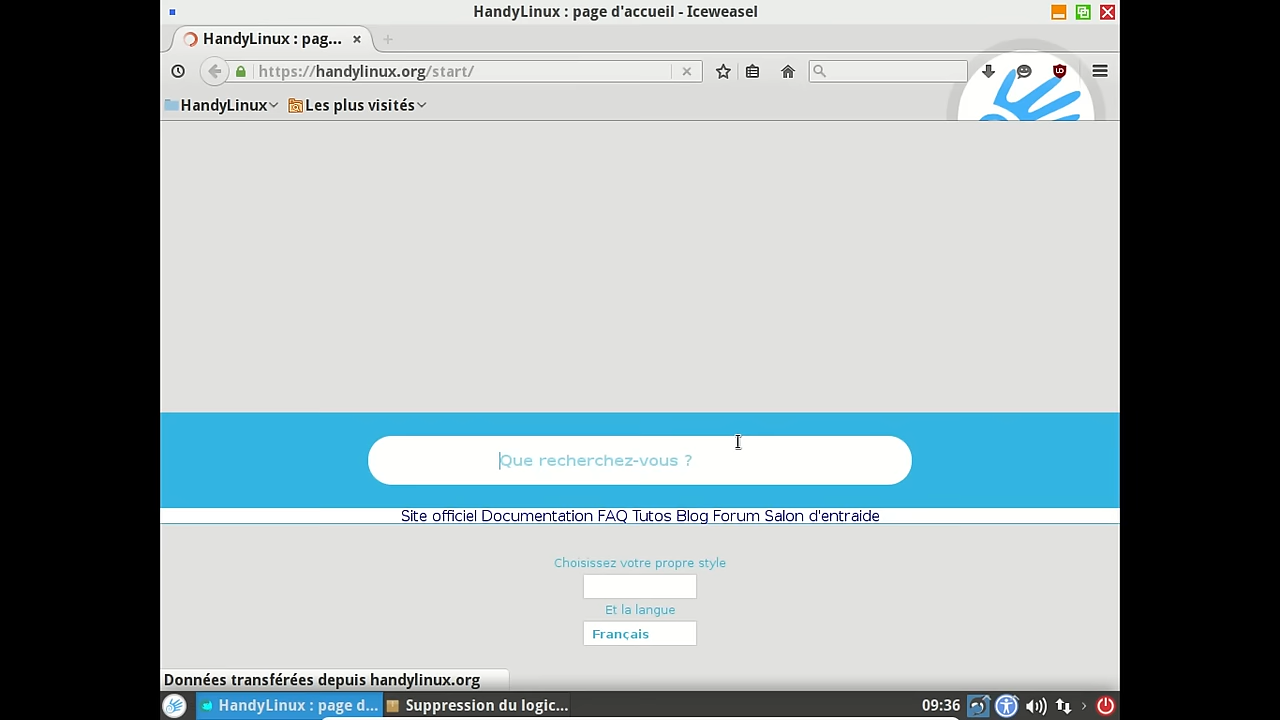 HandyLinux : page d'accueil - Iceweasel
HandyLinux : pag...
https://handylinux.org/start/
HandyLinux Les plus visités
Que recherchez-vous ?
Site officiel Documentation FAQ Tutos Blog Forum Salon d'entraide
Choisissez votre propre style
Et la langue
Français
Données transférées depuis handylinux.org
HandyLinux : page d... Suppression du logic... 09:36